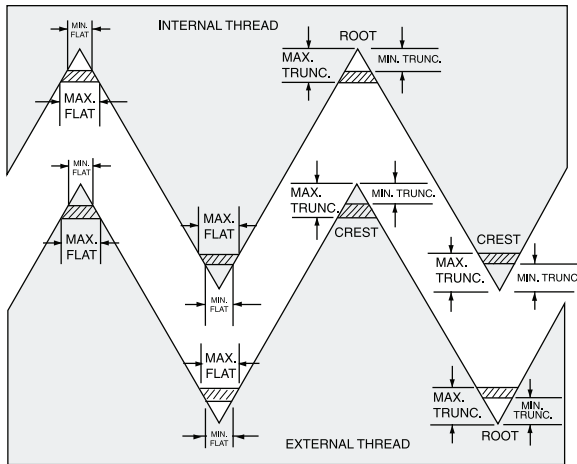 MIN.
FLAT
INTERNAL THREAD
ROOT
MAX.
TRUNC.
MIN. TRUNC.
MAX.
FLAT
MIN.
FLAT
MAX.
FLAT
MAX.
FLAT
MIN.
FLAT
MAX.
TRUNC.
MIN. TRUNC.
CREST
CREST
MAX.
TRUNC.
MIN. TRUNC.
MAX.
FLAT
MIN.
FLAT
MAX.
TRUNC.
MIN.
TRUNC.
ROOT
EXTERNAL THREAD